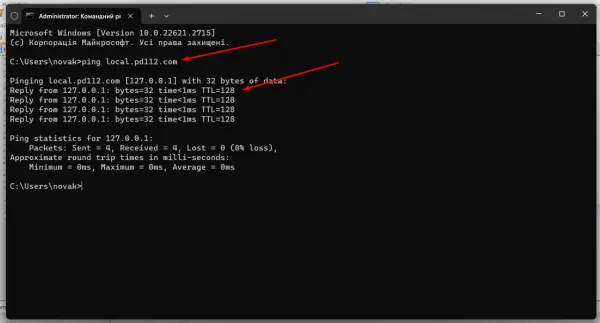 Administrator: Командний рг
Microsoft Windows [Version 10.0.22621.2715]
(c) Корпорація Майкрософт. Усі права захищені.
C:\Users\novak>ping local.pd112.com
Pinging local.pd112.com [127.0.0.1] with 32 bytes of data:
Reply from 127.0.0.1: bytes=32 time<1ms TTL=128
Reply from 127.0.0.1: bytes=32 time<1ms TTL=128
Reply from 127.0.0.1: bytes=32 time<1ms TTL=128
Reply from 127.0.0.1: bytes=32 time<1ms TTL=128
Ping statistics for 127.0.0.1:
Packets: Sent = 4, Received = 4, Lost = 0 (0% loss),
Approximate round trip times in milli-seconds:
Minimum = 0ms, Maximum = 0ms, Average = 0ms
C:\Users\novak>